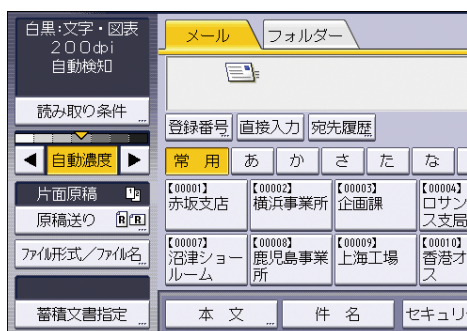 白黒:文字・図表
200dpi
自動検知
読み取り条件
自動濃度
片面原稿
原稿送り
ファイル形式／ファイル名
蓄積文書指定
メール
フォルダー
登録番号
直接入力
宛先履歴
常用
あ
か
さ
た
な
【00001】
赤坂支店
【00002】
横浜事業所
【00003】
企画課
【00004】
ロサン
ス支店
【00007】
沼津ショー
ルーム
【00008】
鹿児島事業
所
【00009】
上海工場
【00010】
香港オ
ス
本文
件名
セキュリ